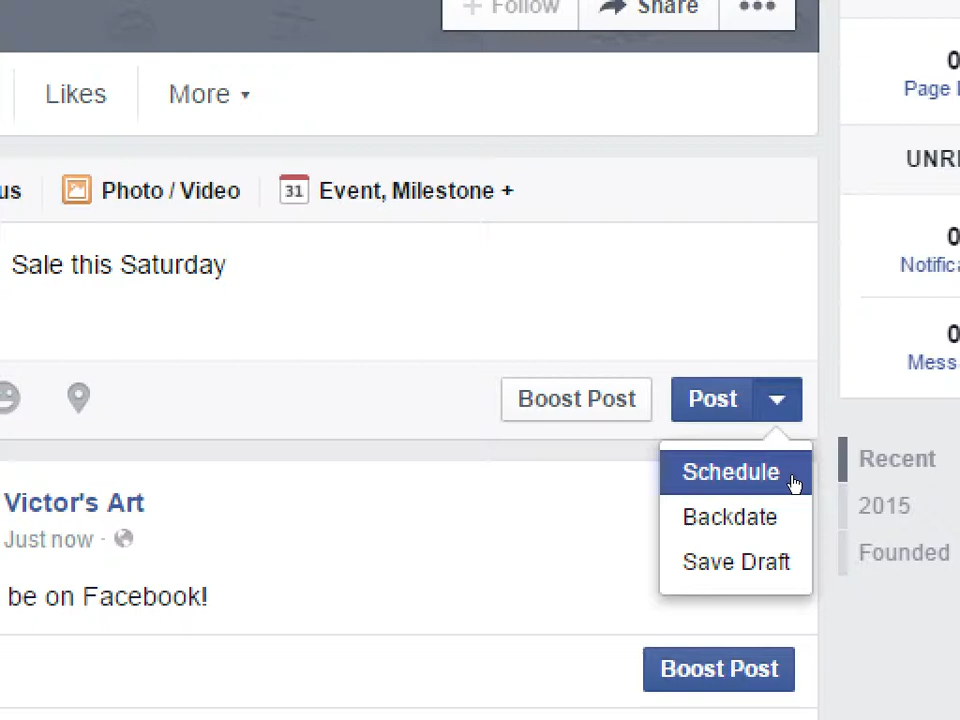 Follow
Share
0
Page
Likes
More
UNR
us
Photo / Video
31
Event, Milestone +
0
Notific
Sale this Saturday
0
Mess
Boost Post
Post
Schedule
Recent
Victor's Art
2015
Backdate
Just now ·
Founded
Save Draft
be on Facebook!
Boost Post